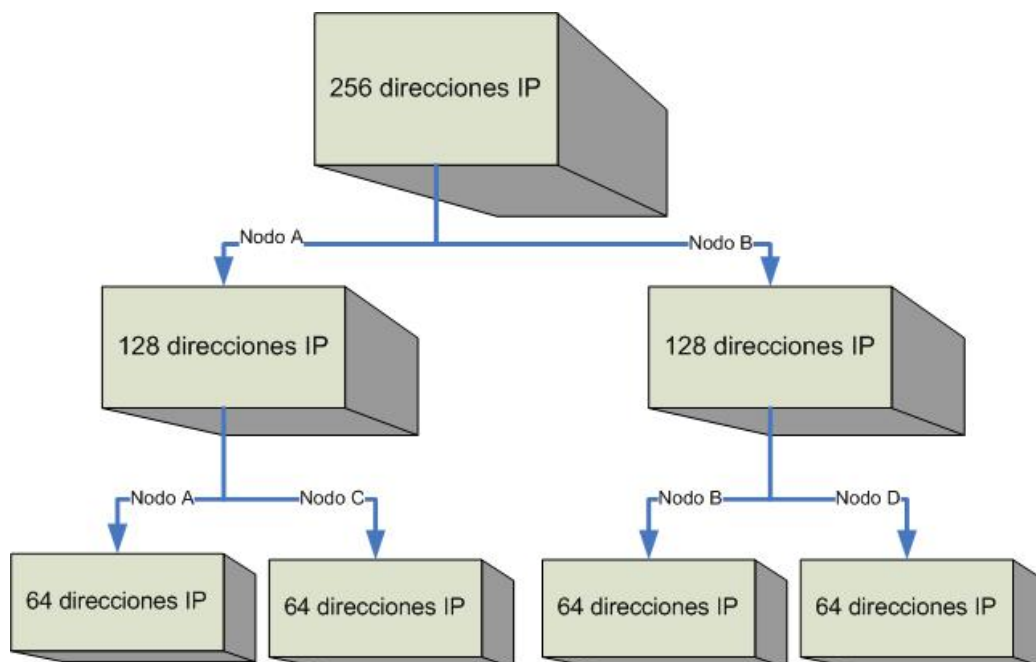 256 direcciones IP
Nodo A
Nodo B
128 direcciones IP
128 direcciones IP
Nodo A
Nodo C
Nodo B
Nodo D
64 direcciones IP
64 direcciones IP
64 direcciones IP
64 direcciones IP